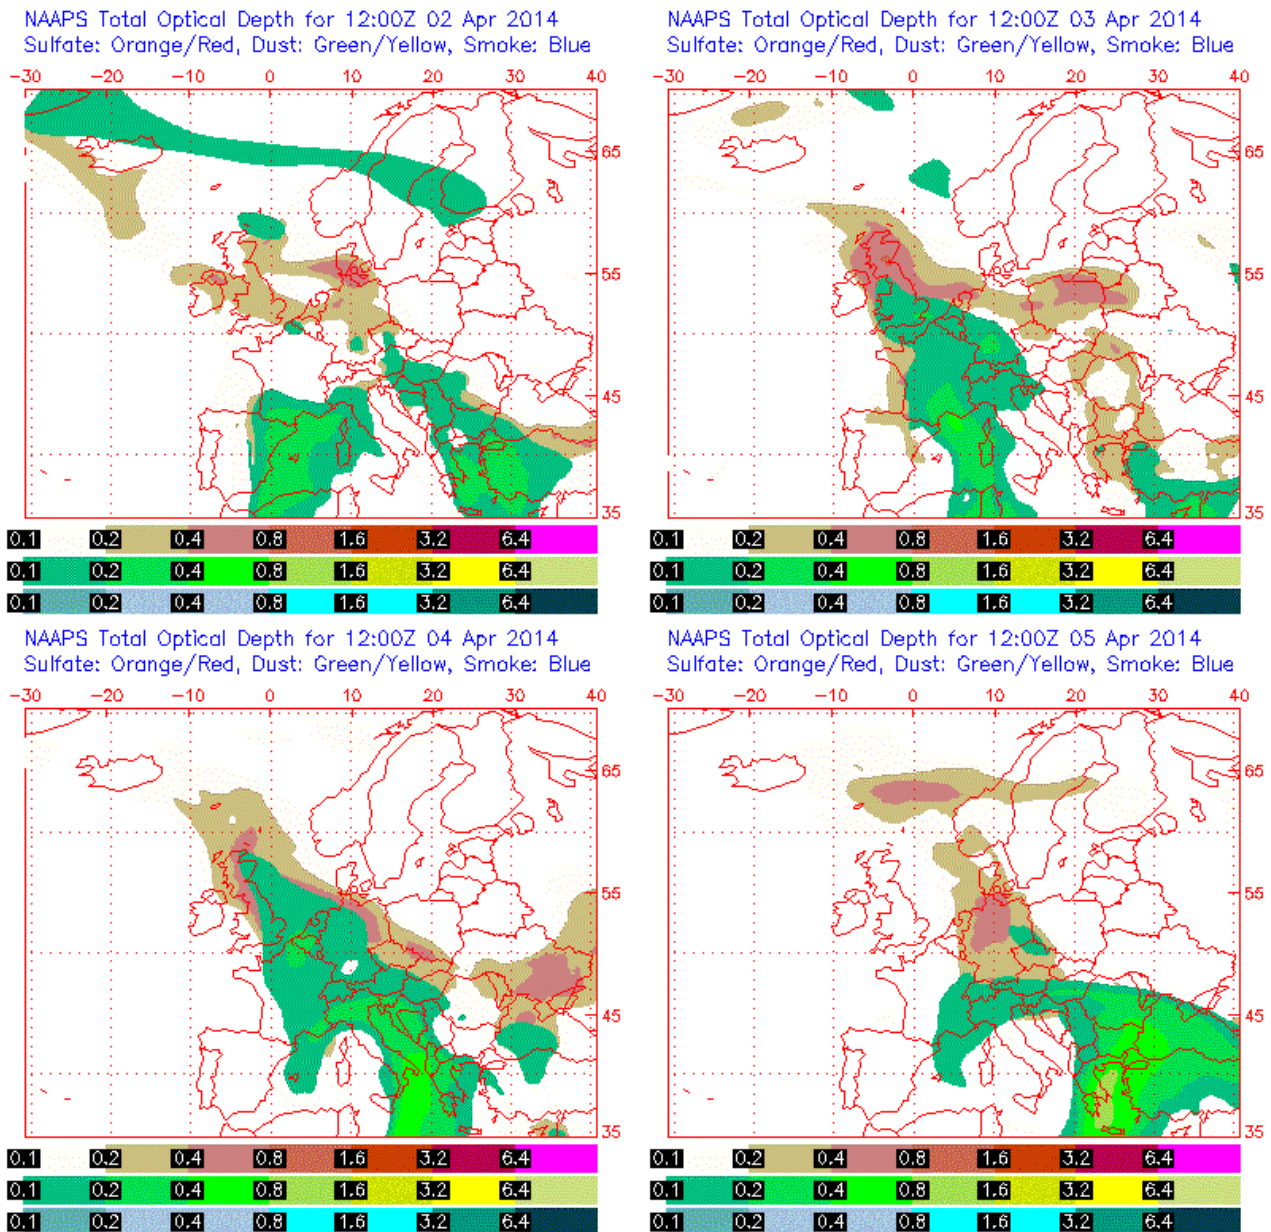 NAAPS Total Optical Depth for 12:00Z 02 Apr 2014
Sulfate: Orange/Red, Dust: Green/Yellow, Smoke: Blue
-30 -20 -10 0 10 20 30 40
65
55
45
35
0.1 0.2 0.4 0.8 1.6 3.2 6.4
0.1 0.2 0.4 0.8 1.6 3.2 6.4
0.1 0.2 0.4 0.8 1.6 3.2 6.4
NAAPS Total Optical Depth for 12:00Z 03 Apr 2014
Sulfate: Orange/Red, Dust: Green/Yellow, Smoke: Blue
-30 -20 -10 0 10 20 30 40
65
55
45
35
0.1 0.2 0.4 0.8 1.6 3.2 6.4
0.1 0.2 0.4 0.8 1.6 3.2 6.4
0.1 0.2 0.4 0.8 1.6 3.2 6.4
NAAPS Total Optical Depth for 12:00Z 04 Apr 2014
Sulfate: Orange/Red, Dust: Green/Yellow, Smoke: Blue
-30 -20 -10 0 10 20 30 40
65
55
45
35
0.1 0.2 0.4 0.8 1.6 3.2 6.4
0.1 0.2 0.4 0.8 1.6 3.2 6.4
0.1 0.2 0.4 0.8 1.6 3.2 6.4
NAAPS Total Optical Depth for 12:00Z 05 Apr 2014
Sulfate: Orange/Red, Dust: Green/Yellow, Smoke: Blue
-30 -20 -10 0 10 20 30 40
65
55
45
35
0.1 0.2 0.4 0.8 1.6 3.2 6.4
0.1 0.2 0.4 0.8 1.6 3.2 6.4
0.1 0.2 0.4 0.8 1.6 3.2 6.4